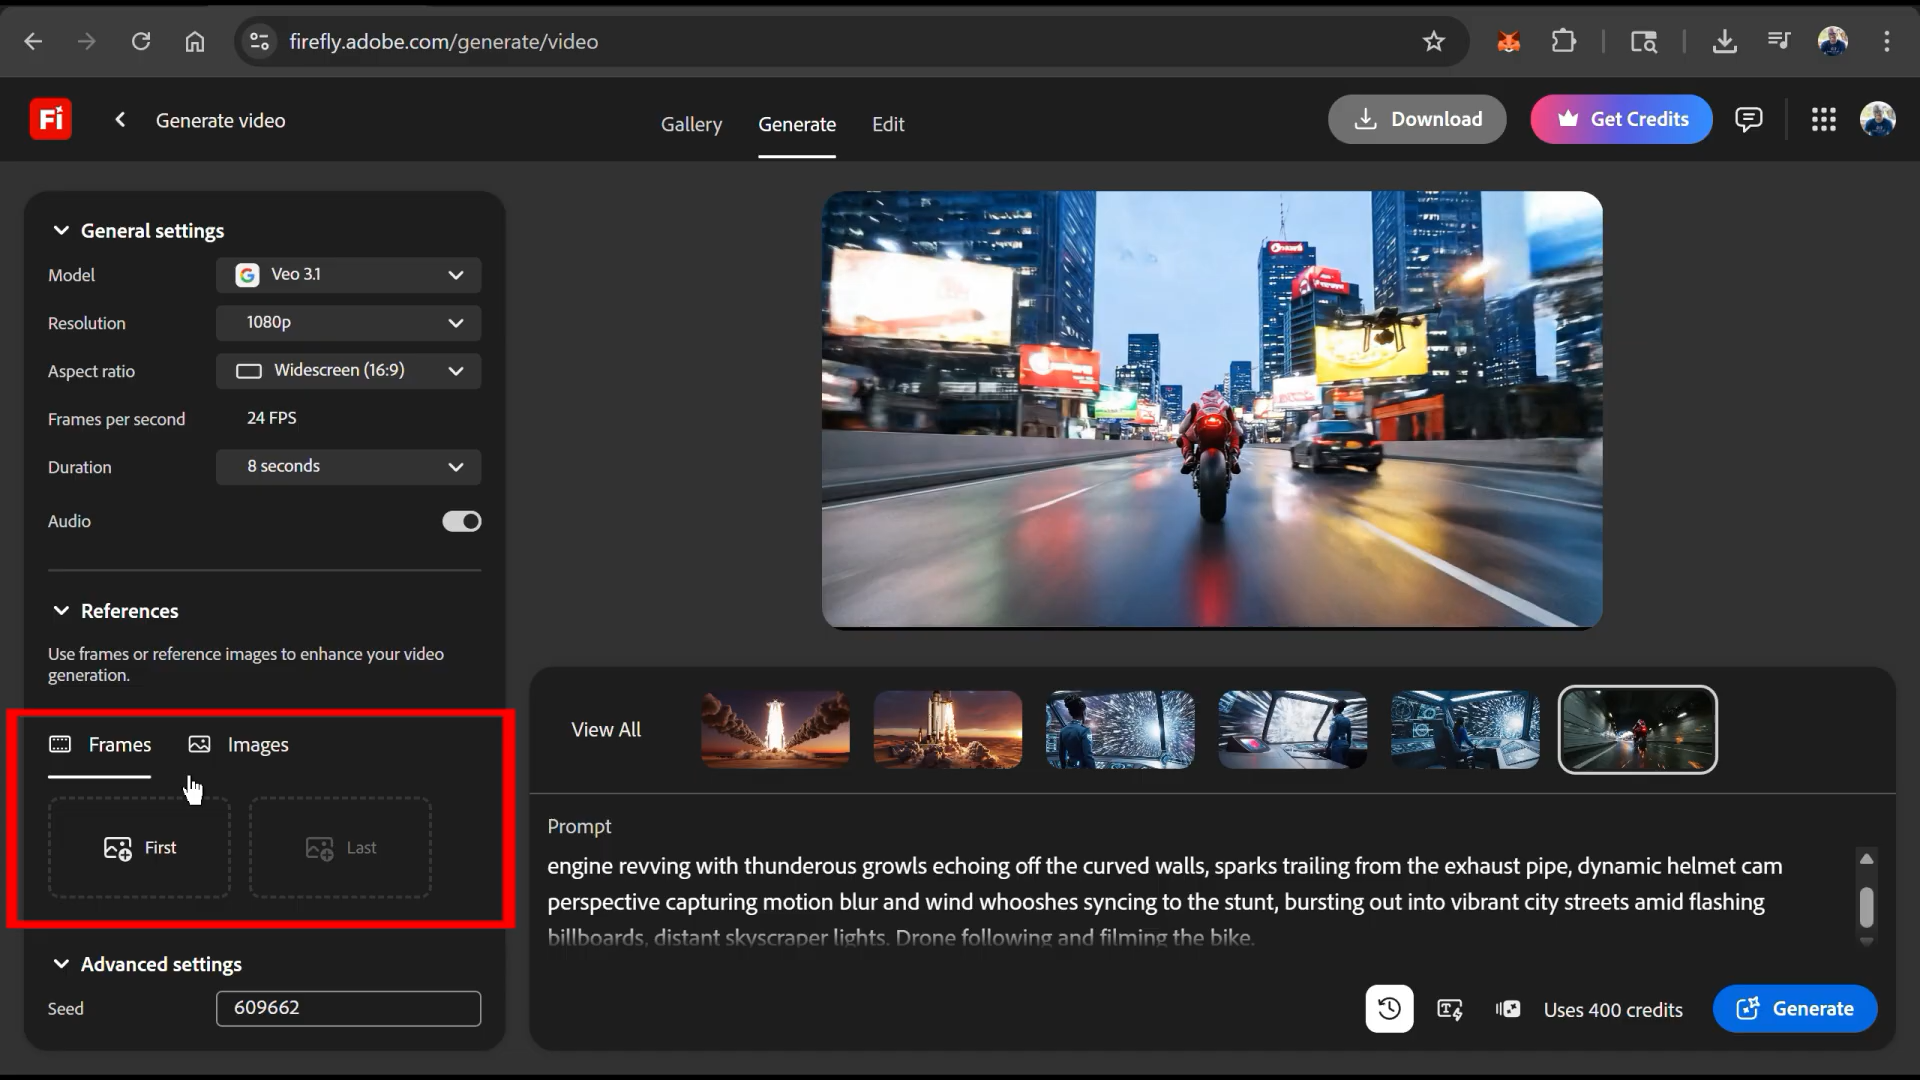 firefly.adobe.com/generate/video
Fi
Generate video
Gallery
Generate
Edit
Download
Get Credits
General settings
Model
Veo 3.1
Resolution
1080p
Aspect ratio
Widescreen (16:9)
Frames per second
24 FPS
Duration
8 seconds
Audio
References
Use frames or reference images to enhance your video
generation.
Frames
Images
First
Last
Advanced settings
Seed
609662
View All
Prompt
engine revving with thunderous growls echoing off the curved walls, sparks trailing from the exhaust pipe, dynamic helmet cam
perspective capturing motion blur and wind whooshes syncing to the stunt, bursting out into vibrant city streets amid flashing
billboards, distant skyscraper lights. Drone following and filming the bike.
Uses 400 credits
Generate